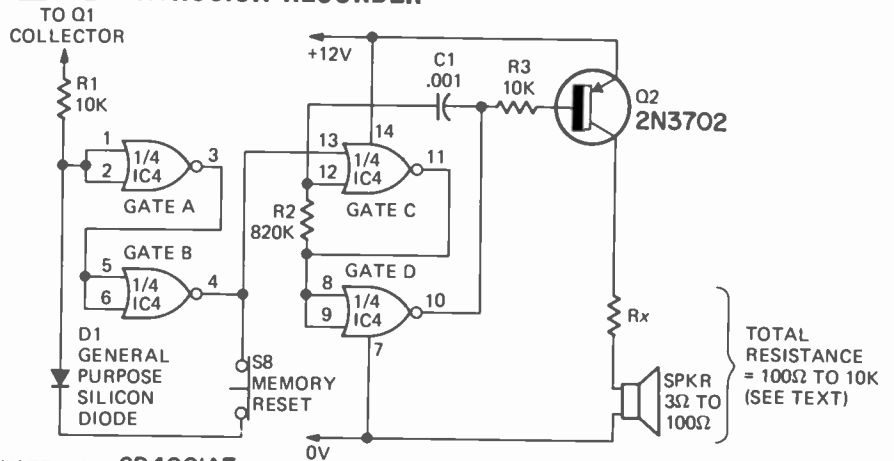 RECORDER
TO Q1
COLLECTOR
R1
10K
1
2
1/4
IC4
3
GATE A
GATE B
5
6
1/4
IC4
4
D1
GENERAL
PURPOSE
SILICON
DIODE
S8
MEMORY
RESET
+12V
C1
.001
R3
10K
Q2
2N3702
14
13
12
1/4
IC4
11
GATE C
R2
820K
GATE D
8
9
1/4
IC4
10
7
Rx
SPKR
3Ω TO
100Ω
TOTAL
RESISTANCE
= 100Ω TO 10K
(SEE TEXT)
0V